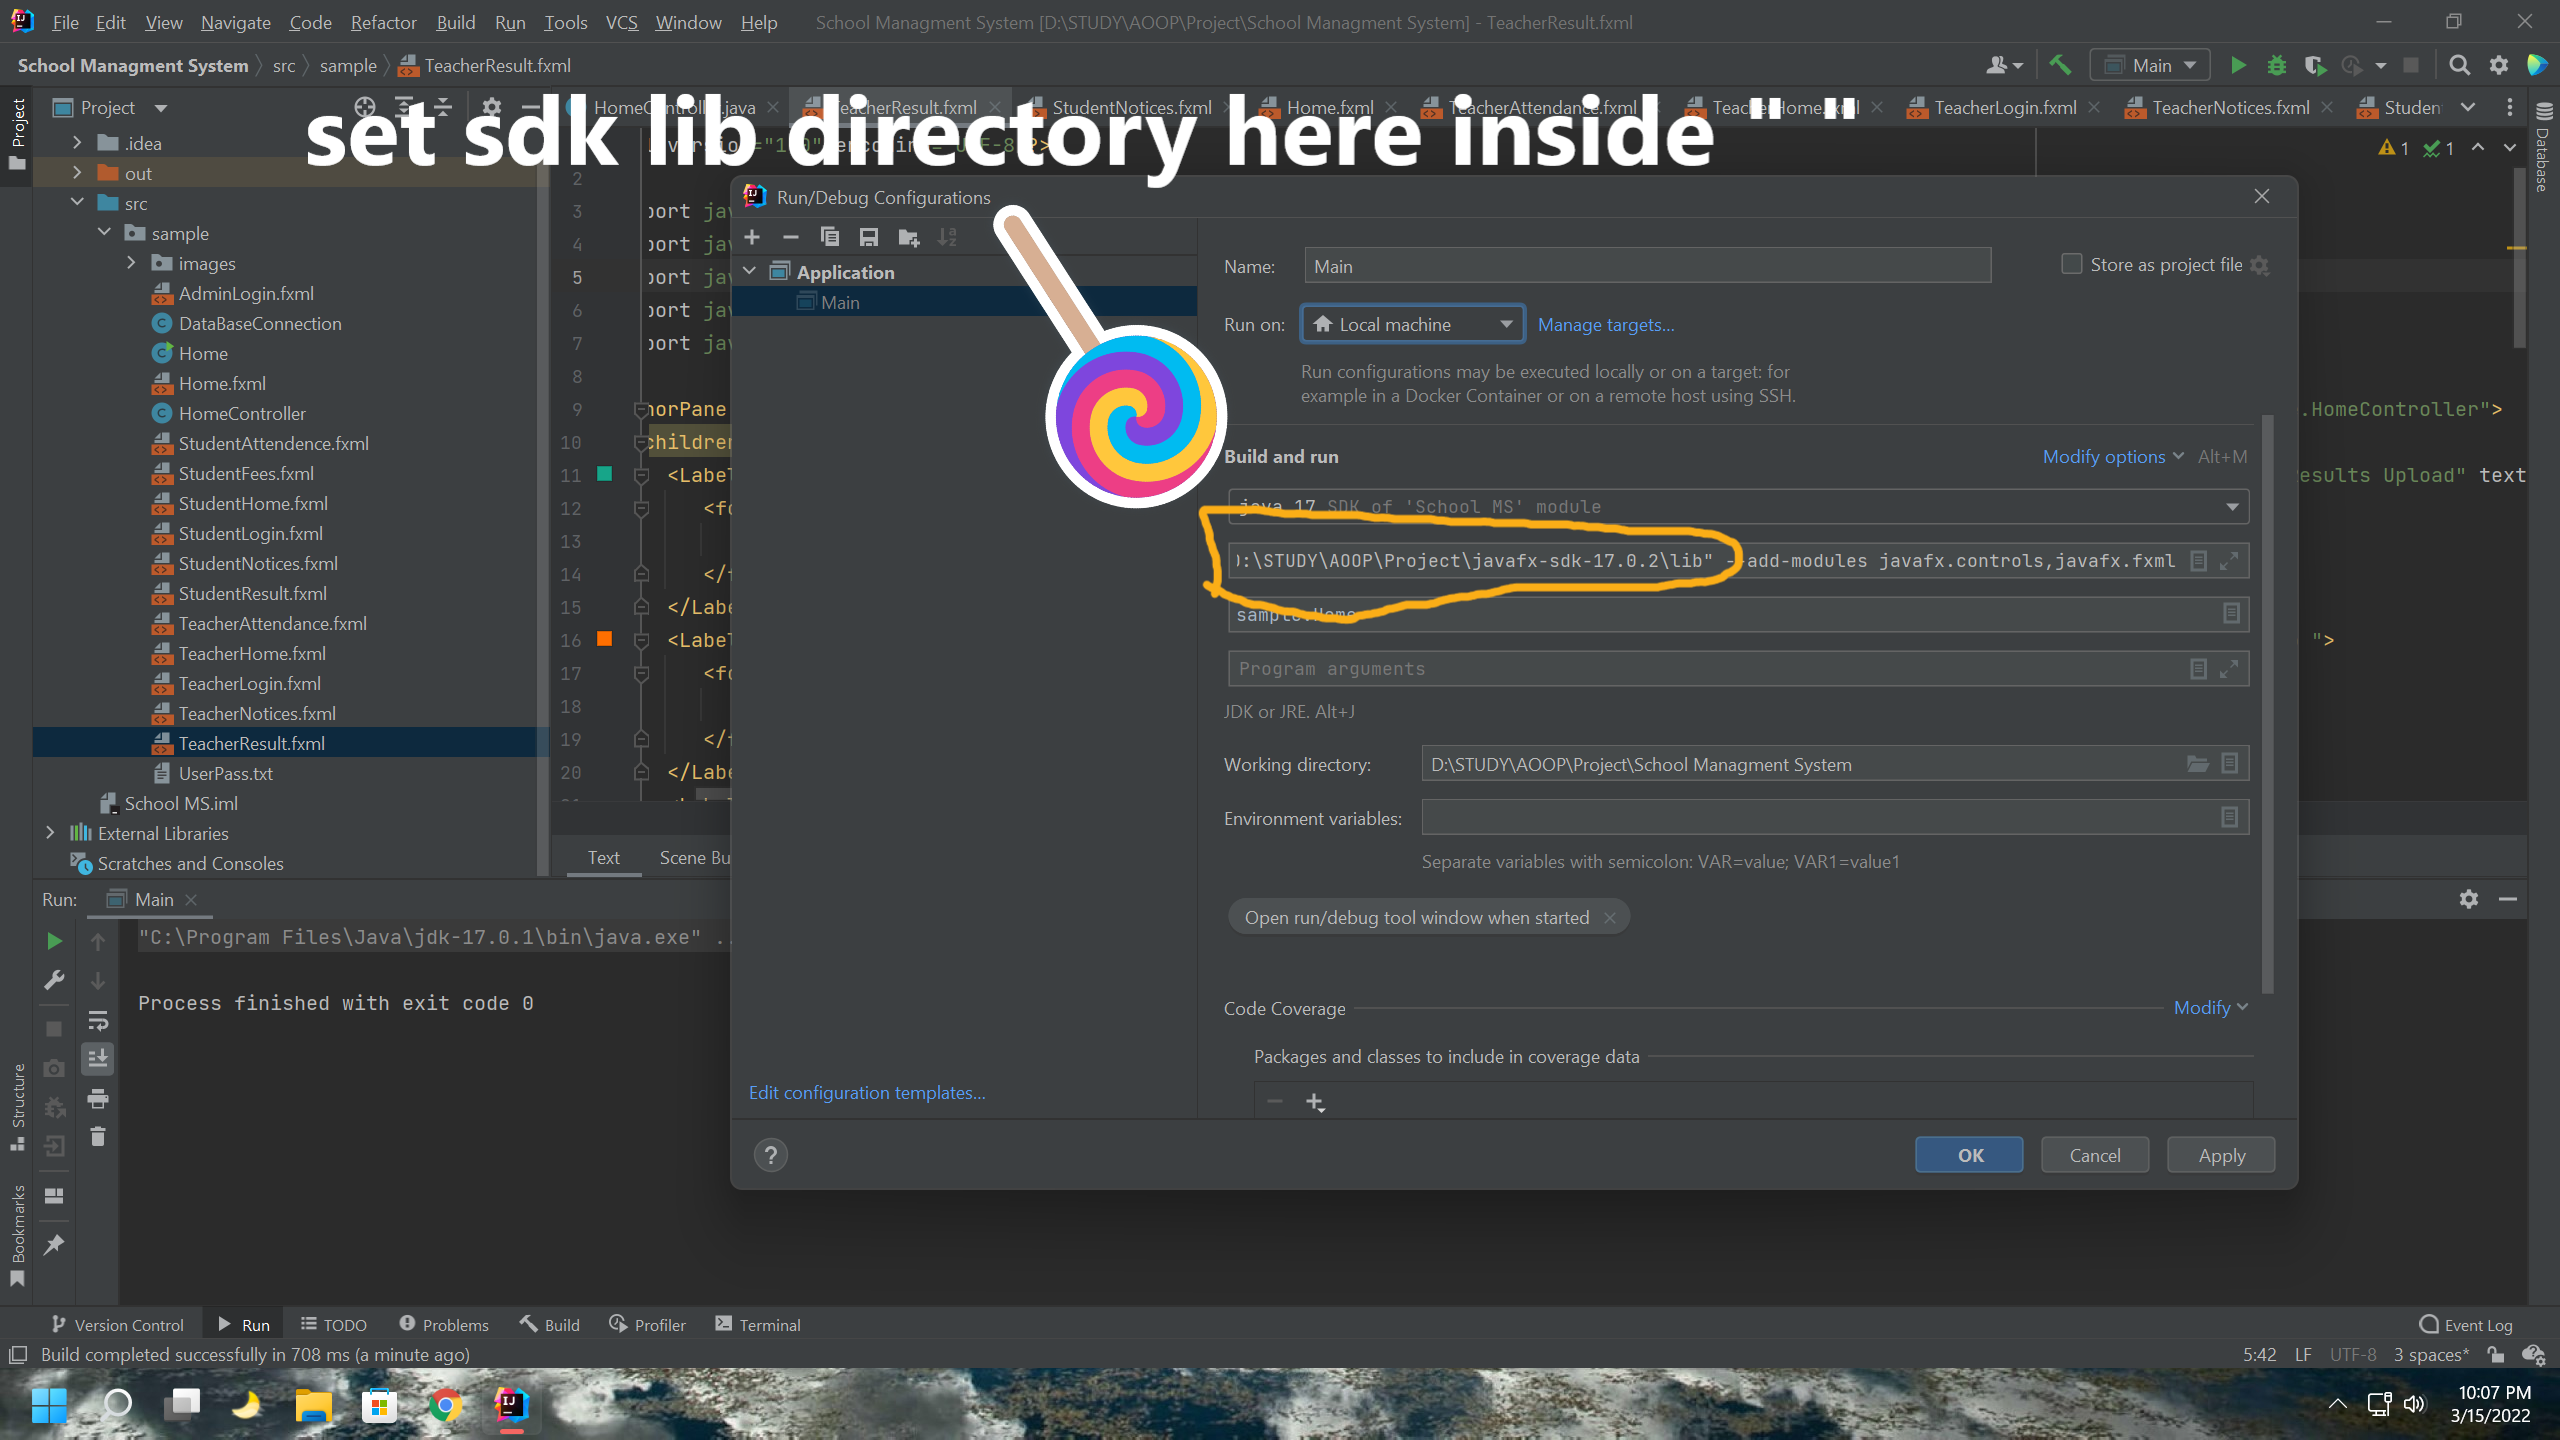 File Edit View Navigate Code Refactor Build Run Tools VCS Window Help School Managment System [D:\STUDY\AOOP\Project\School Managment System] - TeacherResult.fxml
School Managment System src sample TeacherResult.fxml
Main
Project
HomeController.java TeacherResult.fxml StudentNotices.fxml Home.fxml TeacherAttendance.fxml TeacherHome.fxml TeacherLogin.fxml TeacherNotices.fxml Studen
set sdk lib directory here inside " "
Project
Database
Structure
Bookmarks
.idea
out
src
sample
images
AdminLogin.fxml
DataBaseConnection
Home
Home.fxml
HomeController
StudentAttendence.fxml
StudentFees.fxml
StudentHome.fxml
StudentLogin.fxml
StudentNotices.fxml
StudentResult.fxml
TeacherAttendance.fxml
TeacherHome.fxml
TeacherLogin.fxml
TeacherNotices.fxml
TeacherResult.fxml
UserPass.txt
School MS.iml
External Libraries
Scratches and Consoles
1 1
2
3 port jav
4 port jav
5 port jav
6 port jav
7 port jav
8
9 horPane .HomeController">
10 children
11 <Label esults Upload" text
12 <fo
13
14 </f
15 </Labe
16 <Label ">
17 <fo
18
19 </f
20 </Labe
Text Scene Bu
Run/Debug Configurations
Application
Main
Edit configuration templates...
Name: Main Store as project file
Run on: Local machine Manage targets...
Run configurations may be executed locally or on a target: for
example in a Docker Container or on a remote host using SSH.
Build and run Modify options Alt+M
java 17 SDK of 'School MS' module
D:\STUDY\AOOP\Project\javafx-sdk-17.0.2\lib" --add-modules javafx.controls,javafx.fxml
sample.Home
Program arguments
JDK or JRE. Alt+J
Working directory: D:\STUDY\AOOP\Project\School Managment System
Environment variables:
Separate variables with semicolon: VAR=value; VAR1=value1
Open run/debug tool window when started
Code Coverage Modify
Packages and classes to include in coverage data
OK Cancel Apply
Run: Main
"C:\Program Files\Java\jdk-17.0.1\bin\java.exe" ..
Process finished with exit code 0
Version Control Run TODO Problems Build Profiler Terminal Event Log
Build completed successfully in 708 ms (a minute ago) 5:42 LF UTF-8 3 spaces*
10:07 PM
3/15/2022